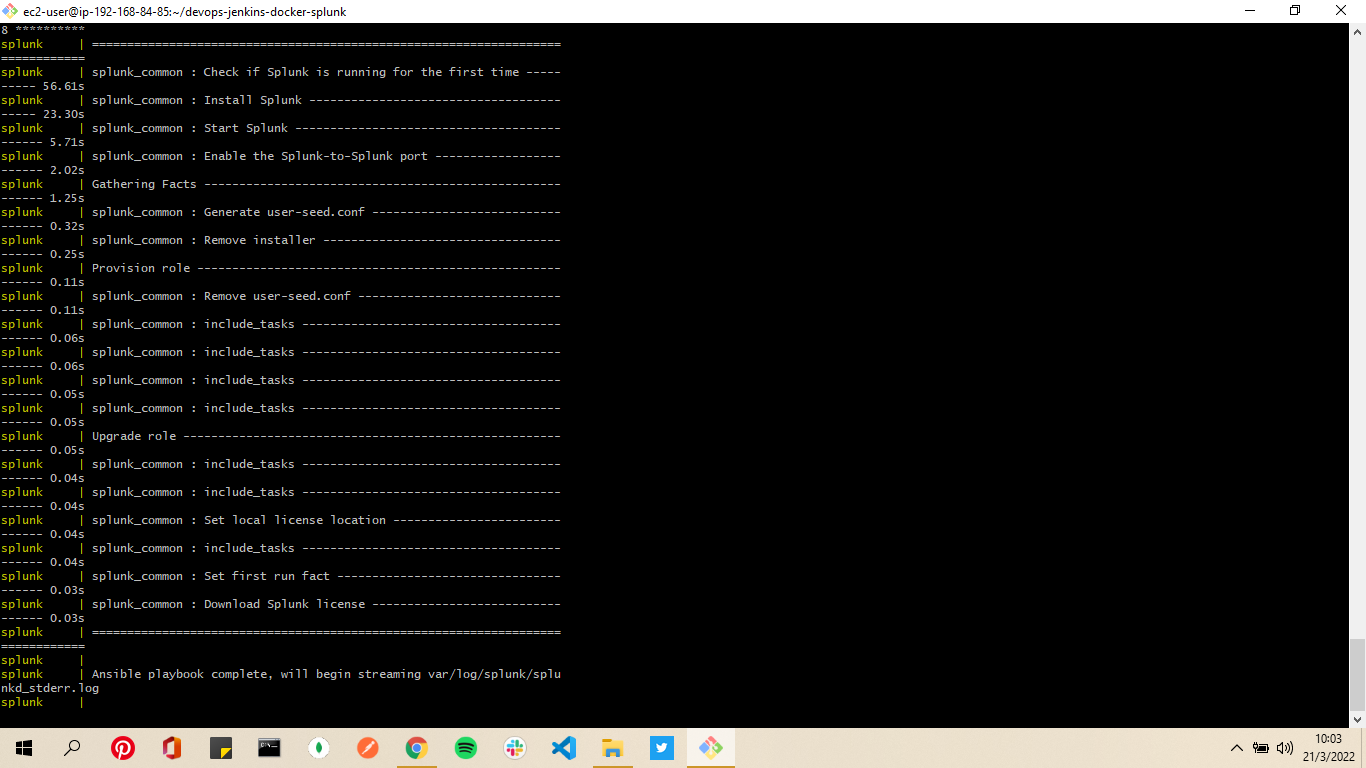 ec2-user@ip-192-168-84-85:~/devops-jenkins-docker-splunk
8 **********
splunk     | ===================================================================
============
splunk     | splunk_common : Check if Splunk is running for the first time -----
----- 56.61s
splunk     | splunk_common : Install Splunk ------------------------------------
----- 23.30s
splunk     | splunk_common : Start Splunk --------------------------------------
------ 5.71s
splunk     | splunk_common : Enable the Splunk-to-Splunk port ------------------
------ 2.02s
splunk     | Gathering Facts ---------------------------------------------------
------ 1.25s
splunk     | splunk_common : Generate user-seed.conf ---------------------------
------ 0.32s
splunk     | splunk_common : Remove installer ----------------------------------
------ 0.25s
splunk     | Provision role ----------------------------------------------------
------ 0.11s
splunk     | splunk_common : Remove user-seed.conf -----------------------------
------ 0.11s
splunk     | splunk_common : include_tasks -------------------------------------
------ 0.06s
splunk     | splunk_common : include_tasks -------------------------------------
------ 0.06s
splunk     | splunk_common : include_tasks -------------------------------------
------ 0.05s
splunk     | splunk_common : include_tasks -------------------------------------
------ 0.05s
splunk     | Upgrade role ------------------------------------------------------
------ 0.05s
splunk     | splunk_common : include_tasks -------------------------------------
------ 0.04s
splunk     | splunk_common : include_tasks -------------------------------------
------ 0.04s
splunk     | splunk_common : Set local license location ------------------------
------ 0.04s
splunk     | splunk_common : include_tasks -------------------------------------
------ 0.04s
splunk     | splunk_common : Set first run fact --------------------------------
------ 0.03s
splunk     | splunk_common : Download Splunk license ---------------------------
------ 0.03s
splunk     | ===================================================================
============
splunk     |
splunk     | Ansible playbook complete, will begin streaming var/log/splunk/splu
nkd_stderr.log
splunk     |
10:03
21/3/2022